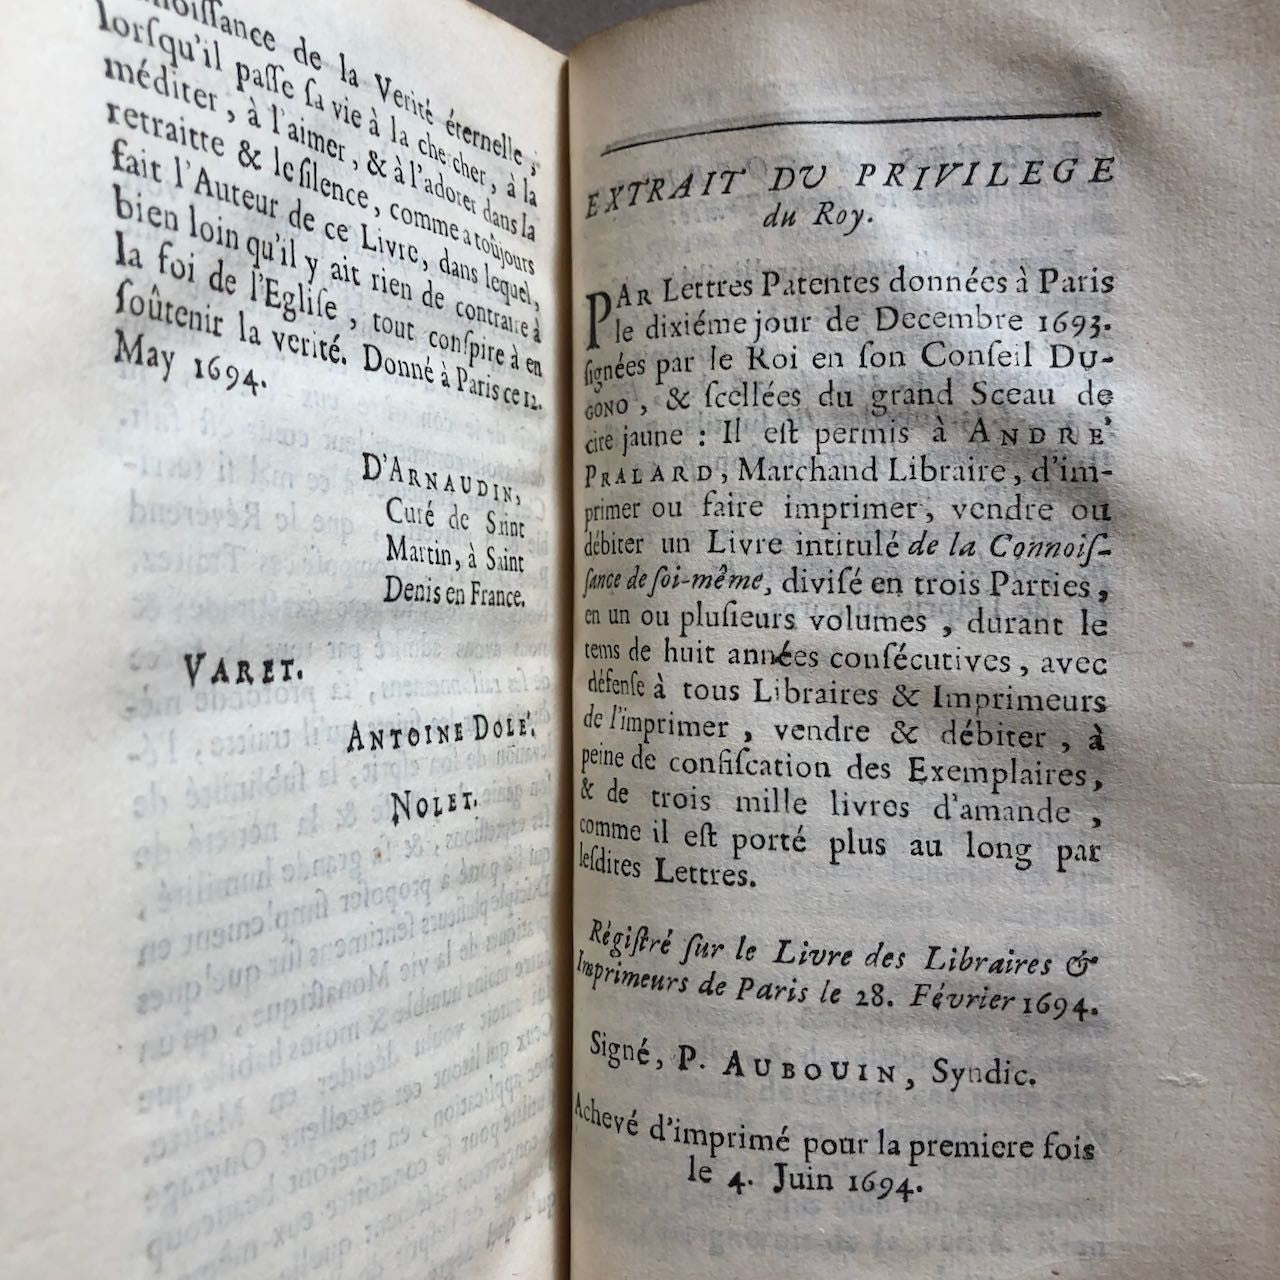 noiſſance de la Verité éternelle,
lorſqu'il paſſe ſa vie à la chercher, à la
méditer, à l'aimer, & à l'adorer dans la
retraitte & le ſilence, comme a toûjours
fait l'Auteur de ce Livre, dans lequel,
bien loin qu'il y ait rien de contraire à
la foi de l'Egliſe, tout conſpire à en
ſoûtenir la verité. Donné à Paris ce 12.
May 1694.
D'ARNAUDIN,
Curé de Saint
Martin, à Saint
Denis en France.
VARET.
ANTOINE DOLE'.
NOLET.
EXTRAIT DU PRIVILEGE
du Roy.
PAR Lettres Patentes données à Paris
le dixiéme jour de Decembre 1693.
ſignées par le Roi en ſon Conſeil DU-
GONO, & ſcellées du grand Sceau de
cire jaune : Il eſt permis à ANDRE'
PRALARD, Marchand Libraire, d'im-
primer ou faire imprimer, vendre ou
débiter un Livre intitulé de la Connoiſ-
ſance de ſoi-même, diviſé en trois Parties,
en un ou pluſieurs volumes, durant le
tems de huit années conſécutives, avec
défenſe à tous Libraires & Imprimeurs
de l'imprimer, vendre & débiter, à
peine de confiſcation des Exemplaires,
& de trois mille livres d'amande,
comme il eſt porté plus au long par
leſdites Lettres.
Régiſtré ſur le Livre des Libraires &
Imprimeurs de Paris le 28. Février 1694.
Signé, P. AUBOUIN, Syndic.
Achevé d'imprimé pour la premiere fois
le 4. Juin 1694.